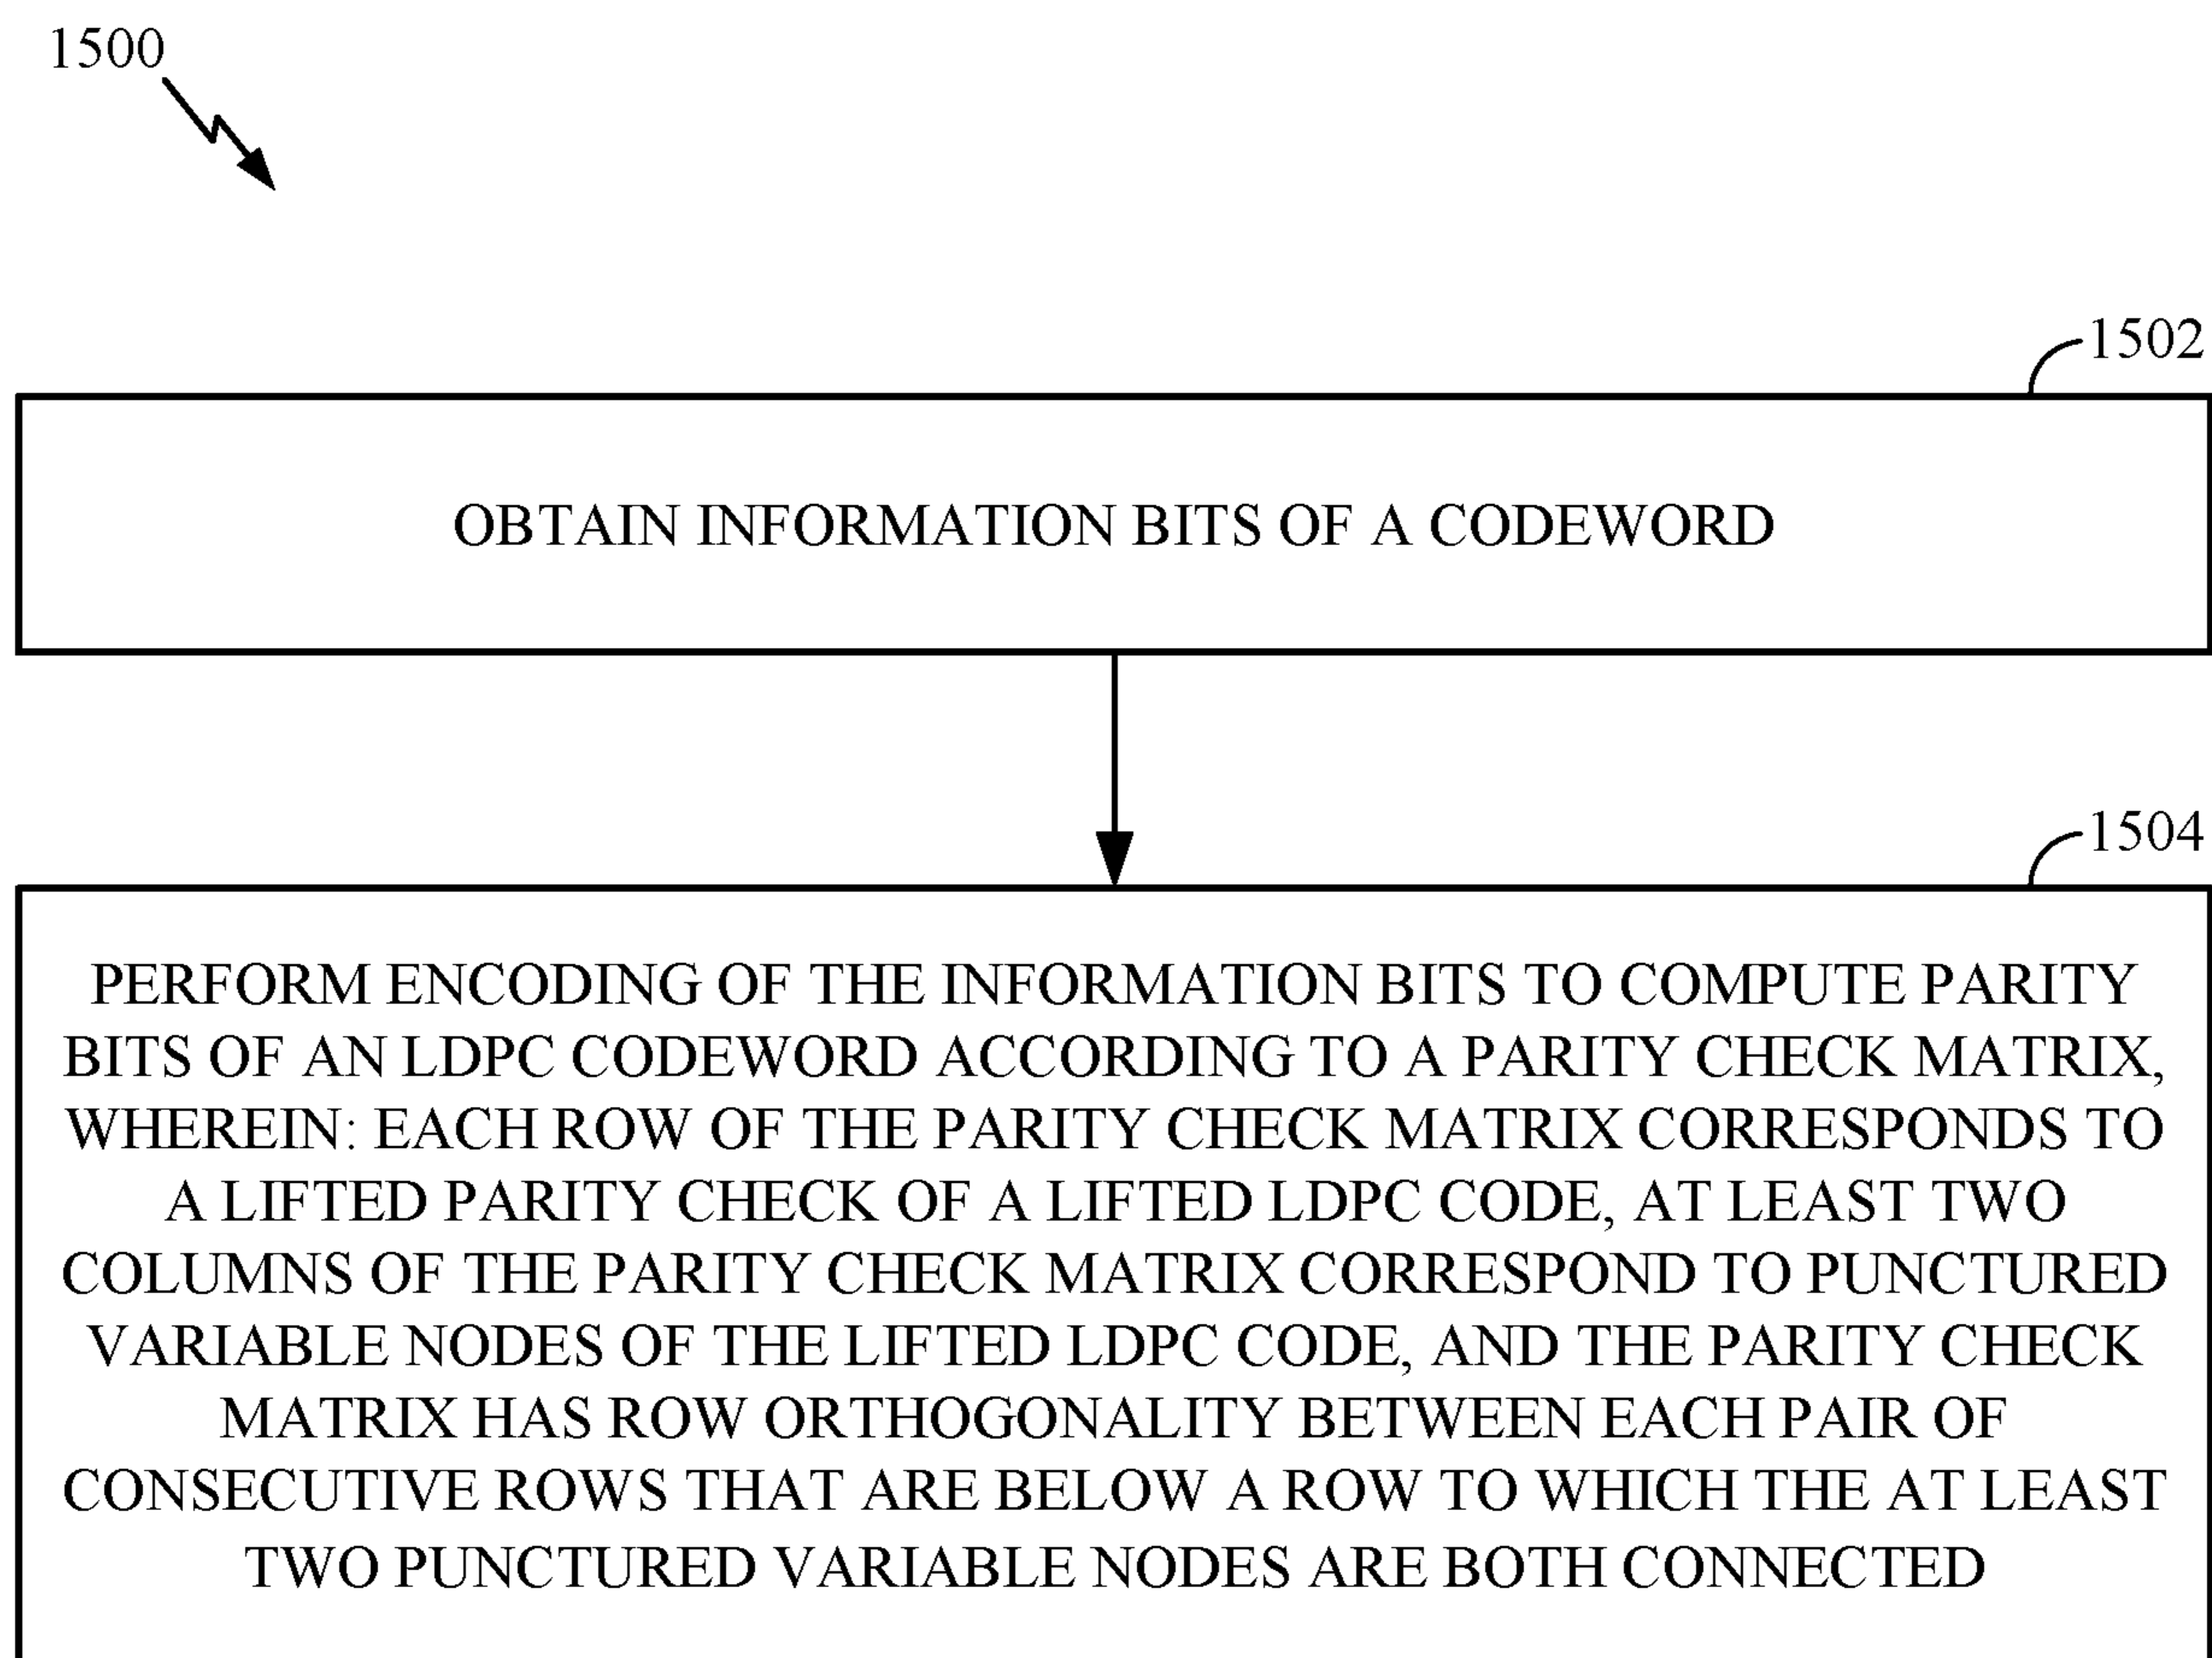 1500
1502
OBTAIN INFORMATION BITS OF A CODEWORD
1504
PERFORM ENCODING OF THE INFORMATION BITS TO COMPUTE PARITY
BITS OF AN LDPC CODEWORD ACCORDING TO A PARITY CHECK MATRIX,
WHEREIN: EACH ROW OF THE PARITY CHECK MATRIX CORRESPONDS TO
A LIFTED PARITY CHECK OF A LIFTED LDPC CODE, AT LEAST TWO
COLUMNS OF THE PARITY CHECK MATRIX CORRESPOND TO PUNCTURED
VARIABLE NODES OF THE LIFTED LDPC CODE, AND THE PARITY CHECK
MATRIX HAS ROW ORTHOGONALITY BETWEEN EACH PAIR OF
CONSECUTIVE ROWS THAT ARE BELOW A ROW TO WHICH THE AT LEAST
TWO PUNCTURED VARIABLE NODES ARE BOTH CONNECTED